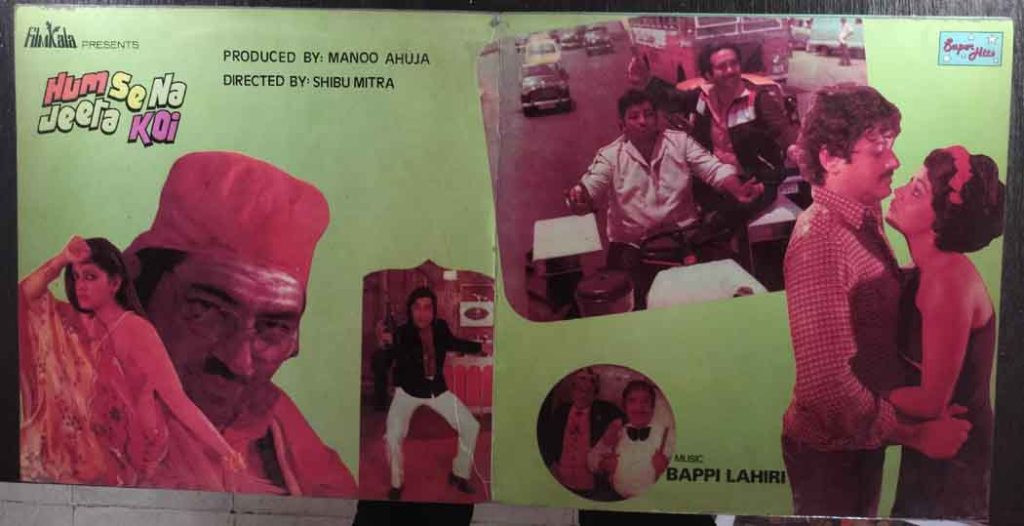 FilmKala PRESENTS
HUM Se Na
Jeeta KOi
PRODUCED BY: MANOO AHUJA
DIRECTED BY: SHIBU MITRA
Super
Hits
MUSIC
BAPPI LAHIRI